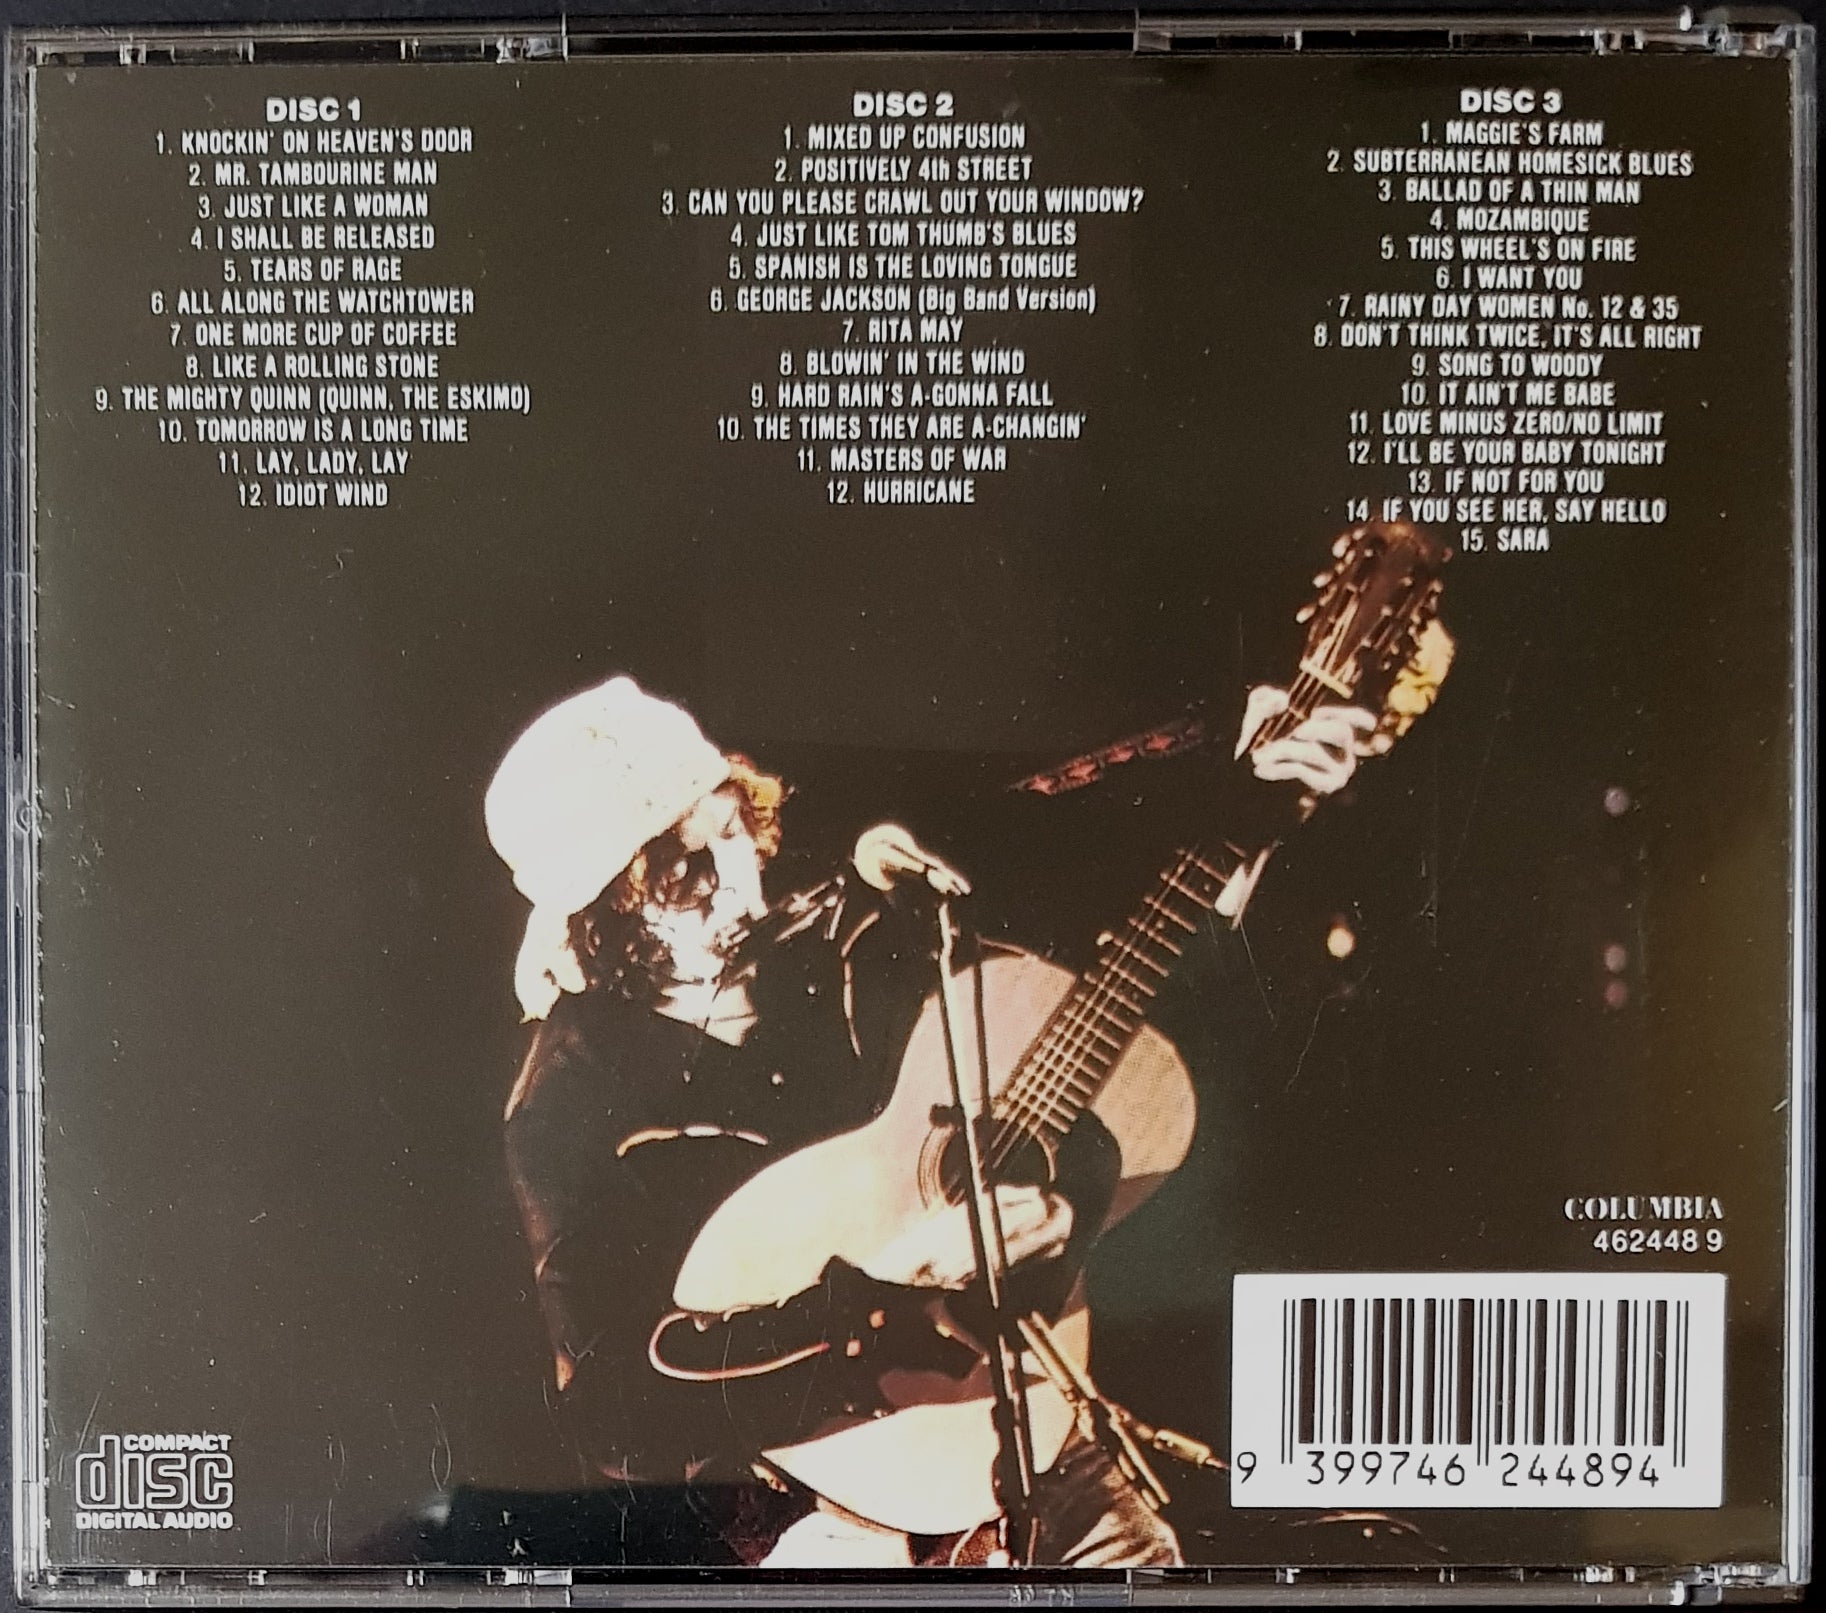 DISC 1
1. KNOCKIN' ON HEAVEN'S DOOR
2. MR. TAMBOURINE MAN
3. JUST LIKE A WOMAN
4. I SHALL BE RELEASED
5. TEARS OF RAGE
6. ALL ALONG THE WATCHTOWER
7. ONE MORE CUP OF COFFEE
8. LIKE A ROLLING STONE
9. THE MIGHTY QUINN (QUINN, THE ESKIMO)
10. TOMORROW IS A LONG TIME
11. LAY, LADY, LAY
12. IDIOT WIND
DISC 2
1. MIXED UP CONFUSION
2. POSITIVELY 4th STREET
3. CAN YOU PLEASE CRAWL OUT YOUR WINDOW?
4. JUST LIKE TOM THUMB'S BLUES
5. SPANISH IS THE LOVING TONGUE
6. GEORGE JACKSON (Big Band Version)
7. RITA MAY
8. BLOWIN' IN THE WIND
9. HARD RAIN'S A-GONNA FALL
10. THE TIMES THEY ARE A-CHANGIN'
11. MASTERS OF WAR
12. HURRICANE
DISC 3
1. MAGGIE'S FARM
2. SUBTERRANEAN HOMESICK BLUES
3. BALLAD OF A THIN MAN
4. MOZAMBIQUE
5. THIS WHEEL'S ON FIRE
6. I WANT YOU
7. RAINY DAY WOMEN No. 12 & 35
8. DON'T THINK TWICE, IT'S ALL RIGHT
9. SONG TO WOODY
10. IT AIN'T ME BABE
11. LOVE MINUS ZERO/NO LIMIT
12. I'LL BE YOUR BABY TONIGHT
13. IF NOT FOR YOU
14. IF YOU SEE HER, SAY HELLO
15. SARA
COLUMBIA
462448 9
9 399746 244894
COMPACT
disc
DIGITAL AUDIO